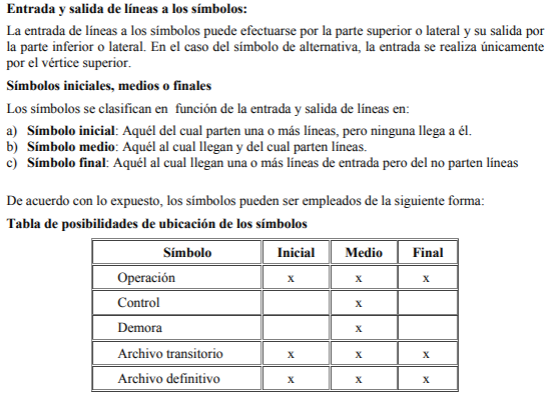 Entrada y salida de líneas a los símbolos:
La entrada de líneas a los símbolos puede efectuarse por la parte superior o lateral y su salida por
la parte inferior o lateral. En el caso del símbolo de alternativa, la entrada se realiza únicamente
por el vértice superior.
Símbolos iniciales, medios o finales
Los símbolos se clasifican en función de la entrada y salida de líneas en:
a) Símbolo inicial: Aquél del cual parten una o más líneas, pero ninguna llega a él.
b) Símbolo medio: Aquél al cual llegan y del cual parten líneas.
c) Símbolo final: Aquél al cual llegan una o más líneas de entrada pero del no parten líneas
De acuerdo con lo expuesto, los símbolos pueden ser empleados de la siguiente forma:
Tabla de posibilidades de ubicación de los símbolos
Símbolo Inicial Medio Final
Operación x x x
Control x
Demora x
Archivo transitorio x x x
Archivo definitivo x x x